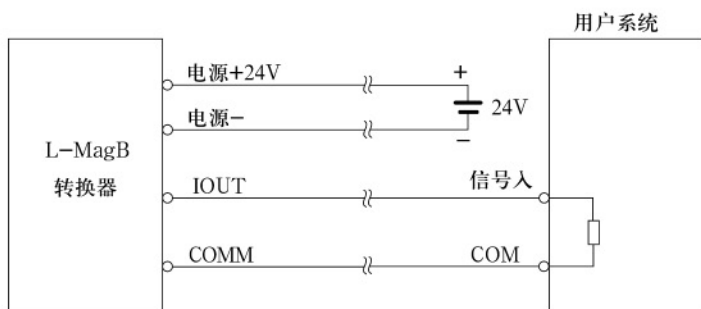 用户系统
电源+24V
+
24V
电源−
−
L−MagB
转换器
IOUT
信号入
COMM
COM